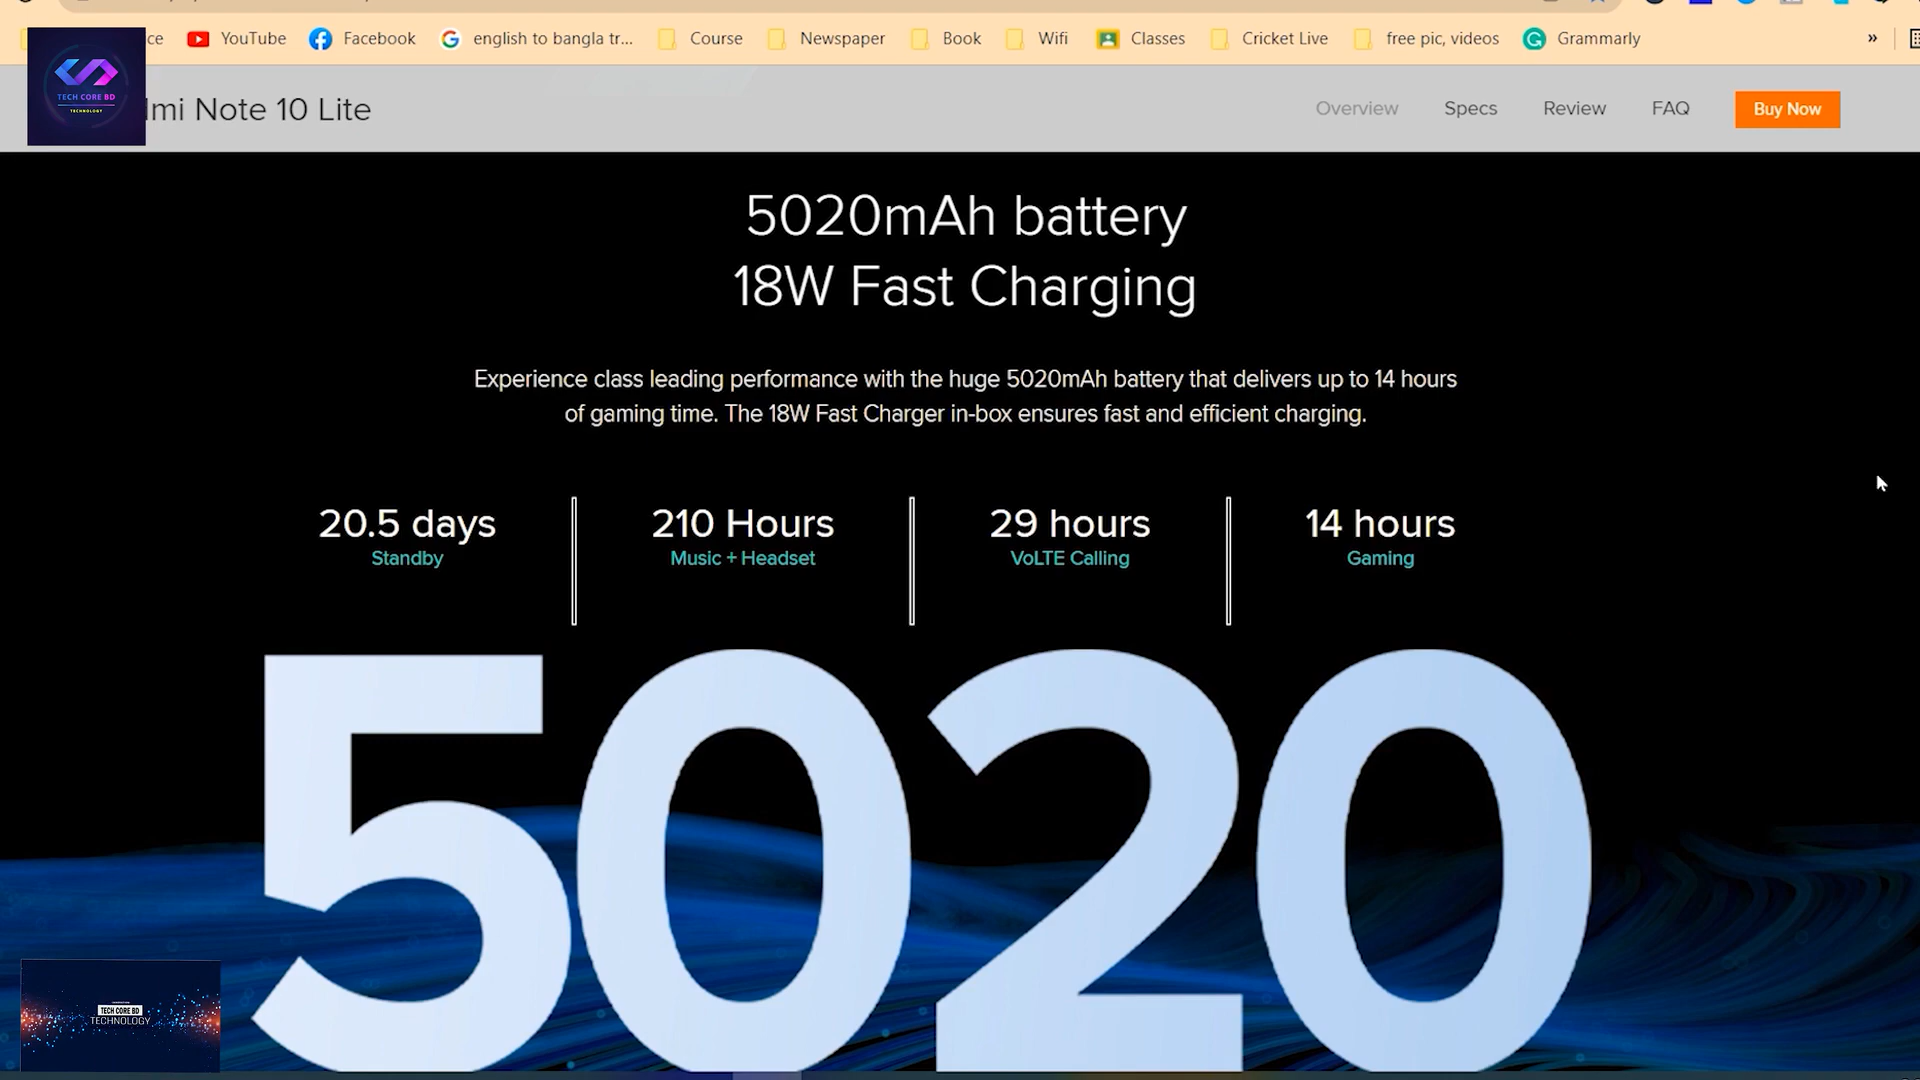 ce
YouTube
Facebook
english to bangla tr...
Course
Newspaper
Book
Wifi
Classes
Cricket Live
free pic, videos
Grammarly
»
TECH CORE BD
TECHNOLOGY
mi Note 10 Lite
Overview
Specs
Review
FAQ
Buy Now
5020mAh battery
18W Fast Charging
Experience class leading performance with the huge 5020mAh battery that delivers up to 14 hours
of gaming time. The 18W Fast Charger in-box ensures fast and efficient charging.
20.5 days
Standby
210 Hours
Music + Headset
29 hours
VoLTE Calling
14 hours
Gaming
5020
TECH CORE BD
TECHNOLOGY